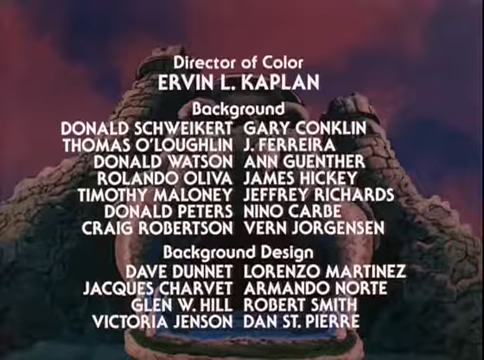 Director of Color
ERVIN L. KAPLAN
Background
DONALD SCHWEIKERT GARY CONKLIN
THOMAS O'LOUGHLIN J. FERREIRA
DONALD WATSON ANN GUENTHER
ROLANDO OLIVA JAMES HICKEY
TIMOTHY MALONEY JEFFREY RICHARDS
DONALD PETERS NINO CARBE
CRAIG ROBERTSON VERN JORGENSEN
Background Design
DAVE DUNNET LORENZO MARTINEZ
JACQUES CHARVET ARMANDO NORTE
GLEN W. HILL ROBERT SMITH
VICTORIA JENSON DAN ST. PIERRE